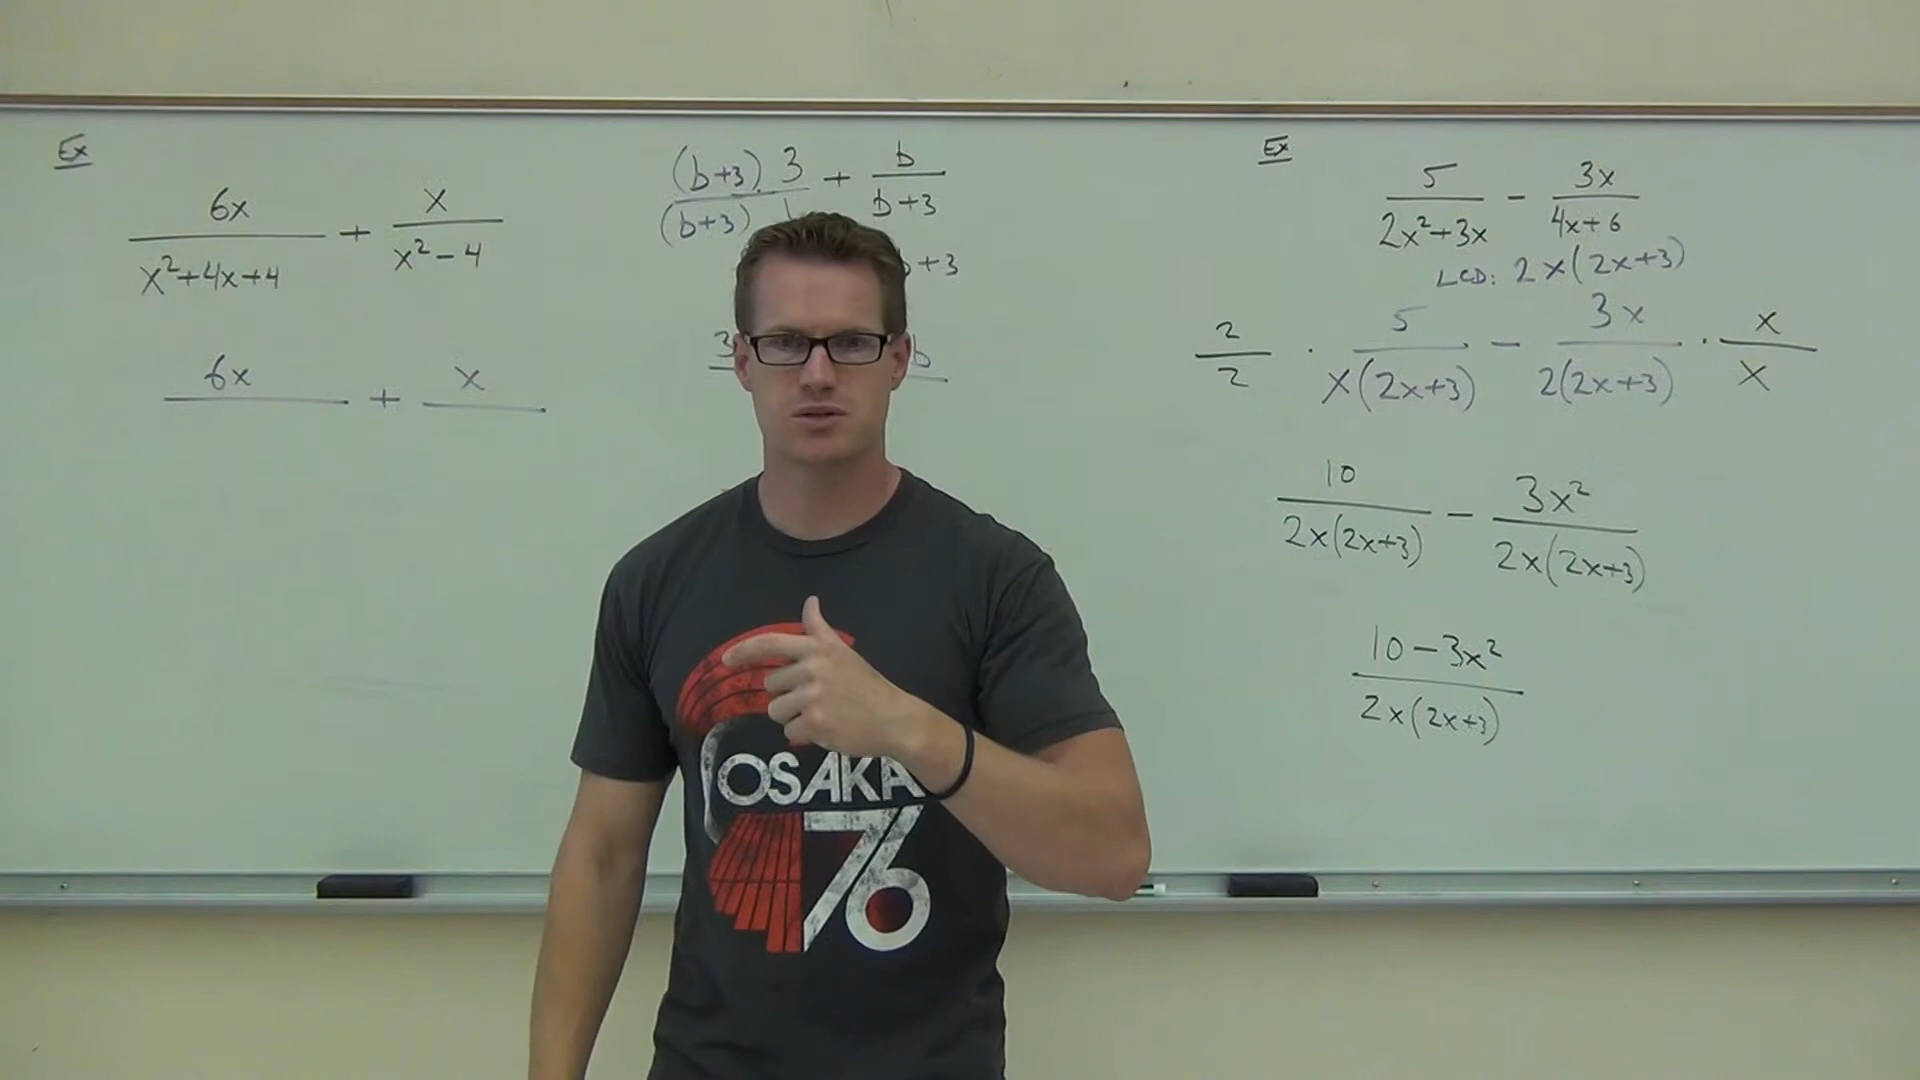 Ex
6x/(x²+4x+4) + x/(x²-4)
6x/ + x/
(b+3) · 3/(b+3) + b/(b+3)
b+3
3 b
Ex
5/(2x²+3x) - 3x/(4x+6)
LCD: 2x(2x+3)
2/2 · 5/(x(2x+3)) - 3x/(2(2x+3)) · x/x
10/(2x(2x+3)) - 3x²/(2x(2x+3))
(10-3x²)/(2x(2x+3))
OSAKA
76